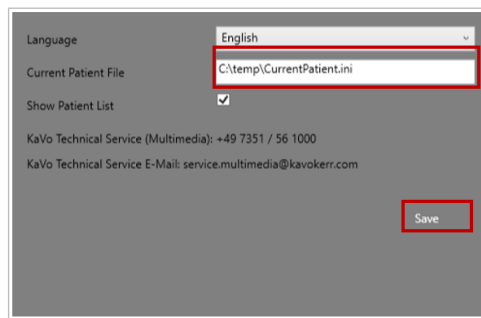 Language English
Current Patient File C:\temp\CurrentPatient.ini
Show Patient List
KaVo Technical Service (Multimedia): +49 7351 / 56 1000
KaVo Technical Service E-Mail: service.multimedia@kavokerr.com
Save